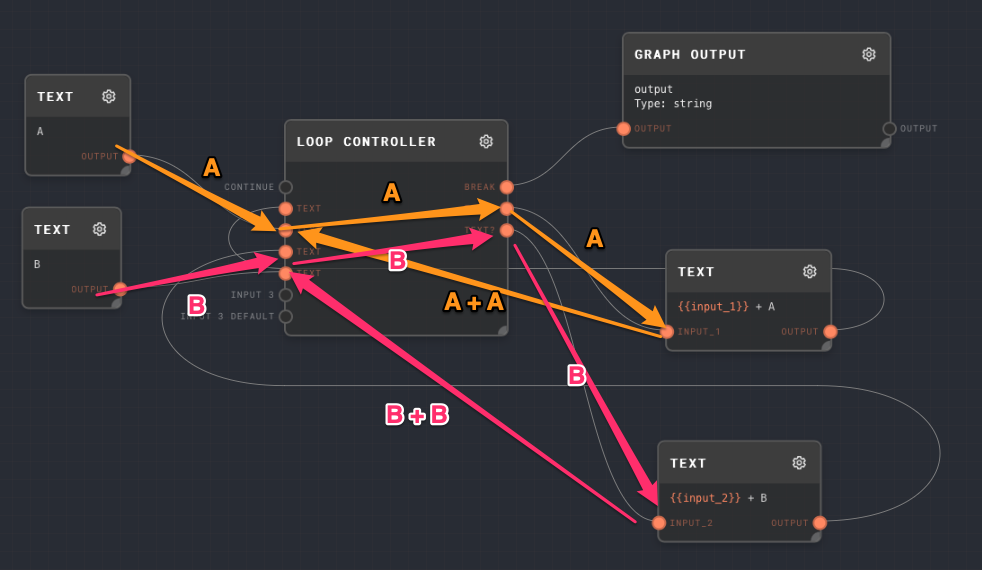 TEXT
A
OUTPUT
TEXT
B
OUTPUT
LOOP CONTROLLER
CONTINUE
TEXT
TEXT
TEXT
INPUT 3
INPUT 3 DEFAULT
BREAK
TEXT?
GRAPH OUTPUT
output
Type: string
OUTPUT
OUTPUT
TEXT
{{input_1}} + A
INPUT_1
OUTPUT
TEXT
{{input_2}} + B
INPUT_2
OUTPUT
A
A
A
A + A
B
B
B
B + B